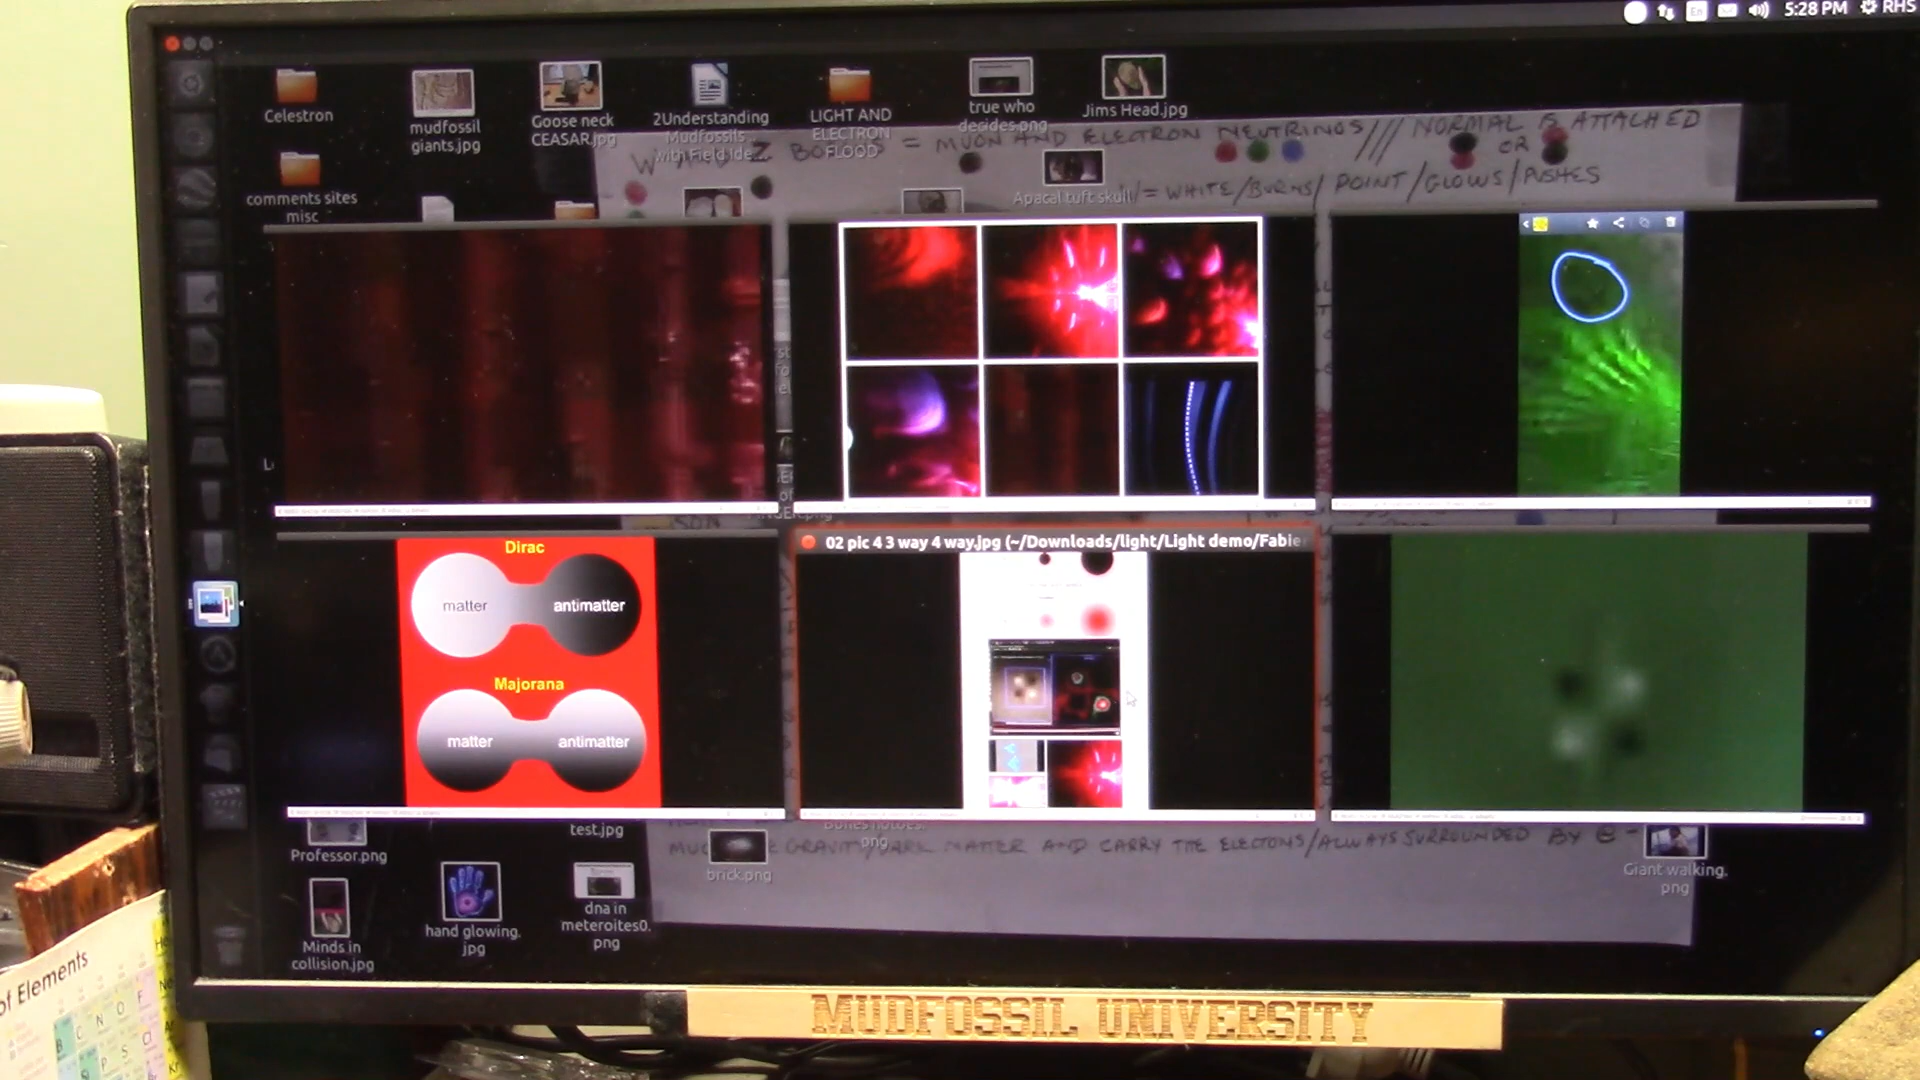 5:28 PM RHS
En
Celestron
mudfossil
giants.jpg
Goose neck
CEASAR.jpg
2Understanding
Mudfossils...
with Field Ide...
LIGHT AND
ELECTRON
FLOOD
true who
decides.png
Jims Head.jpg
= MUON AND ELECTRON NEUTRINOS/// NORMAL IS ATTACHED
OR
comments sites
misc
Apacal tuft skull
= WHITE/BURNS/ POINT/GLOWS/PUSHES
Dirac
matter antimatter
Majorana
matter antimatter
02 pic 4 3 way 4 way.jpg (~/Downloads/light/Light demo/Fabier
Professor.png
test.jpg
brick.png
png
GRAVITY/DARK MATTER AND CARRY THE ELECTONS/ALWAYS SURROUNDED BY e-
Giant walking.
png
Minds in
collision.jpg
hand glowing.
jpg
dna in
meteroites0.
png
of Elements
B C N O F
P S
MUDFOSSIL UNIVERSITY